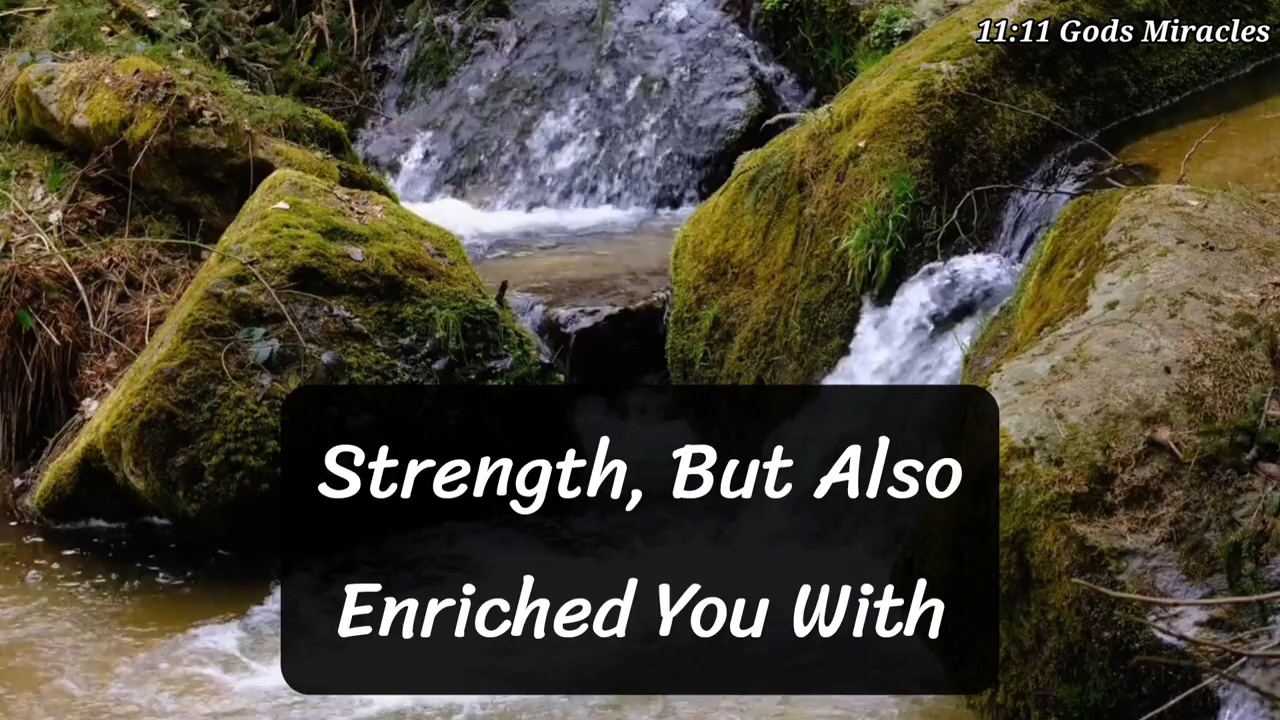 11:11 Gods Miracles
Strength, But Also
Enriched You With